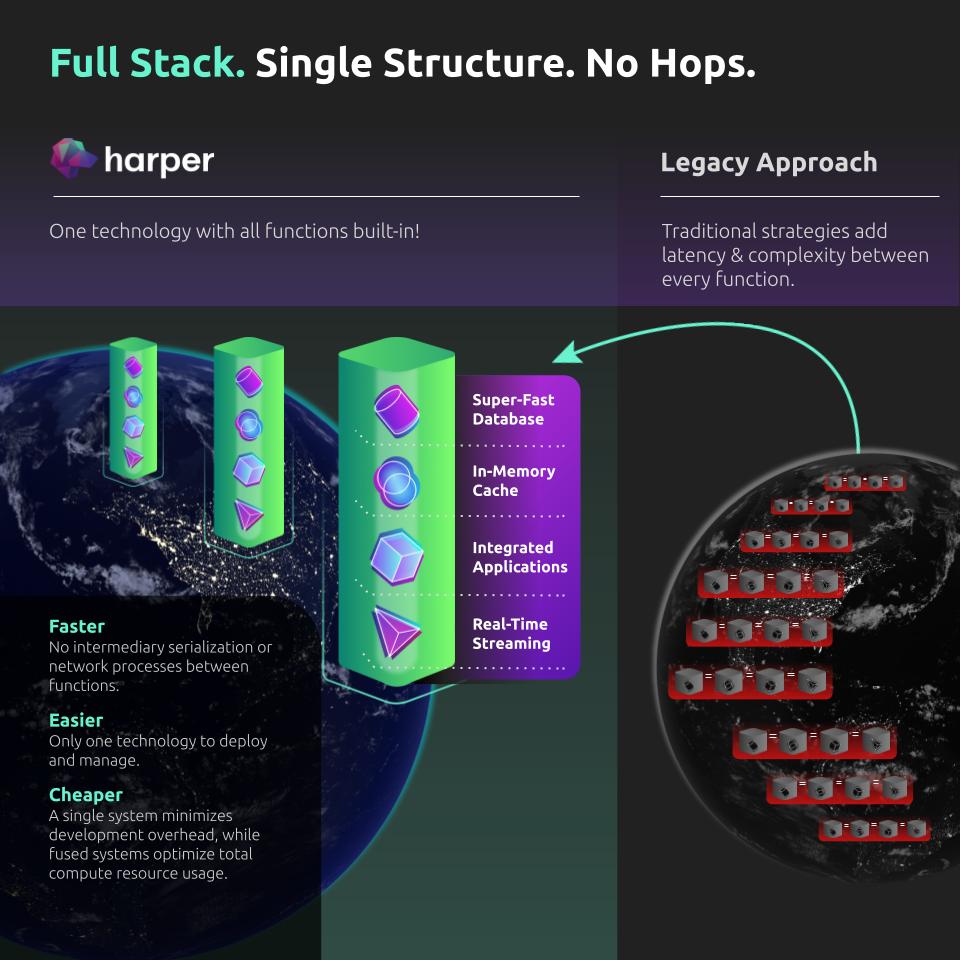 Full Stack. Single Structure. No Hops.
harper
One technology with all functions built-in!
Legacy Approach
Traditional strategies add
latency & complexity between
every function.
Super-Fast
Database
In-Memory
Cache
Integrated
Applications
Real-Time
Streaming
Faster
No intermediary serialization or
network processes between
functions.
Easier
Only one technology to deploy
and manage.
Cheaper
A single system minimizes
development overhead, while
fused systems optimize total
compute resource usage.